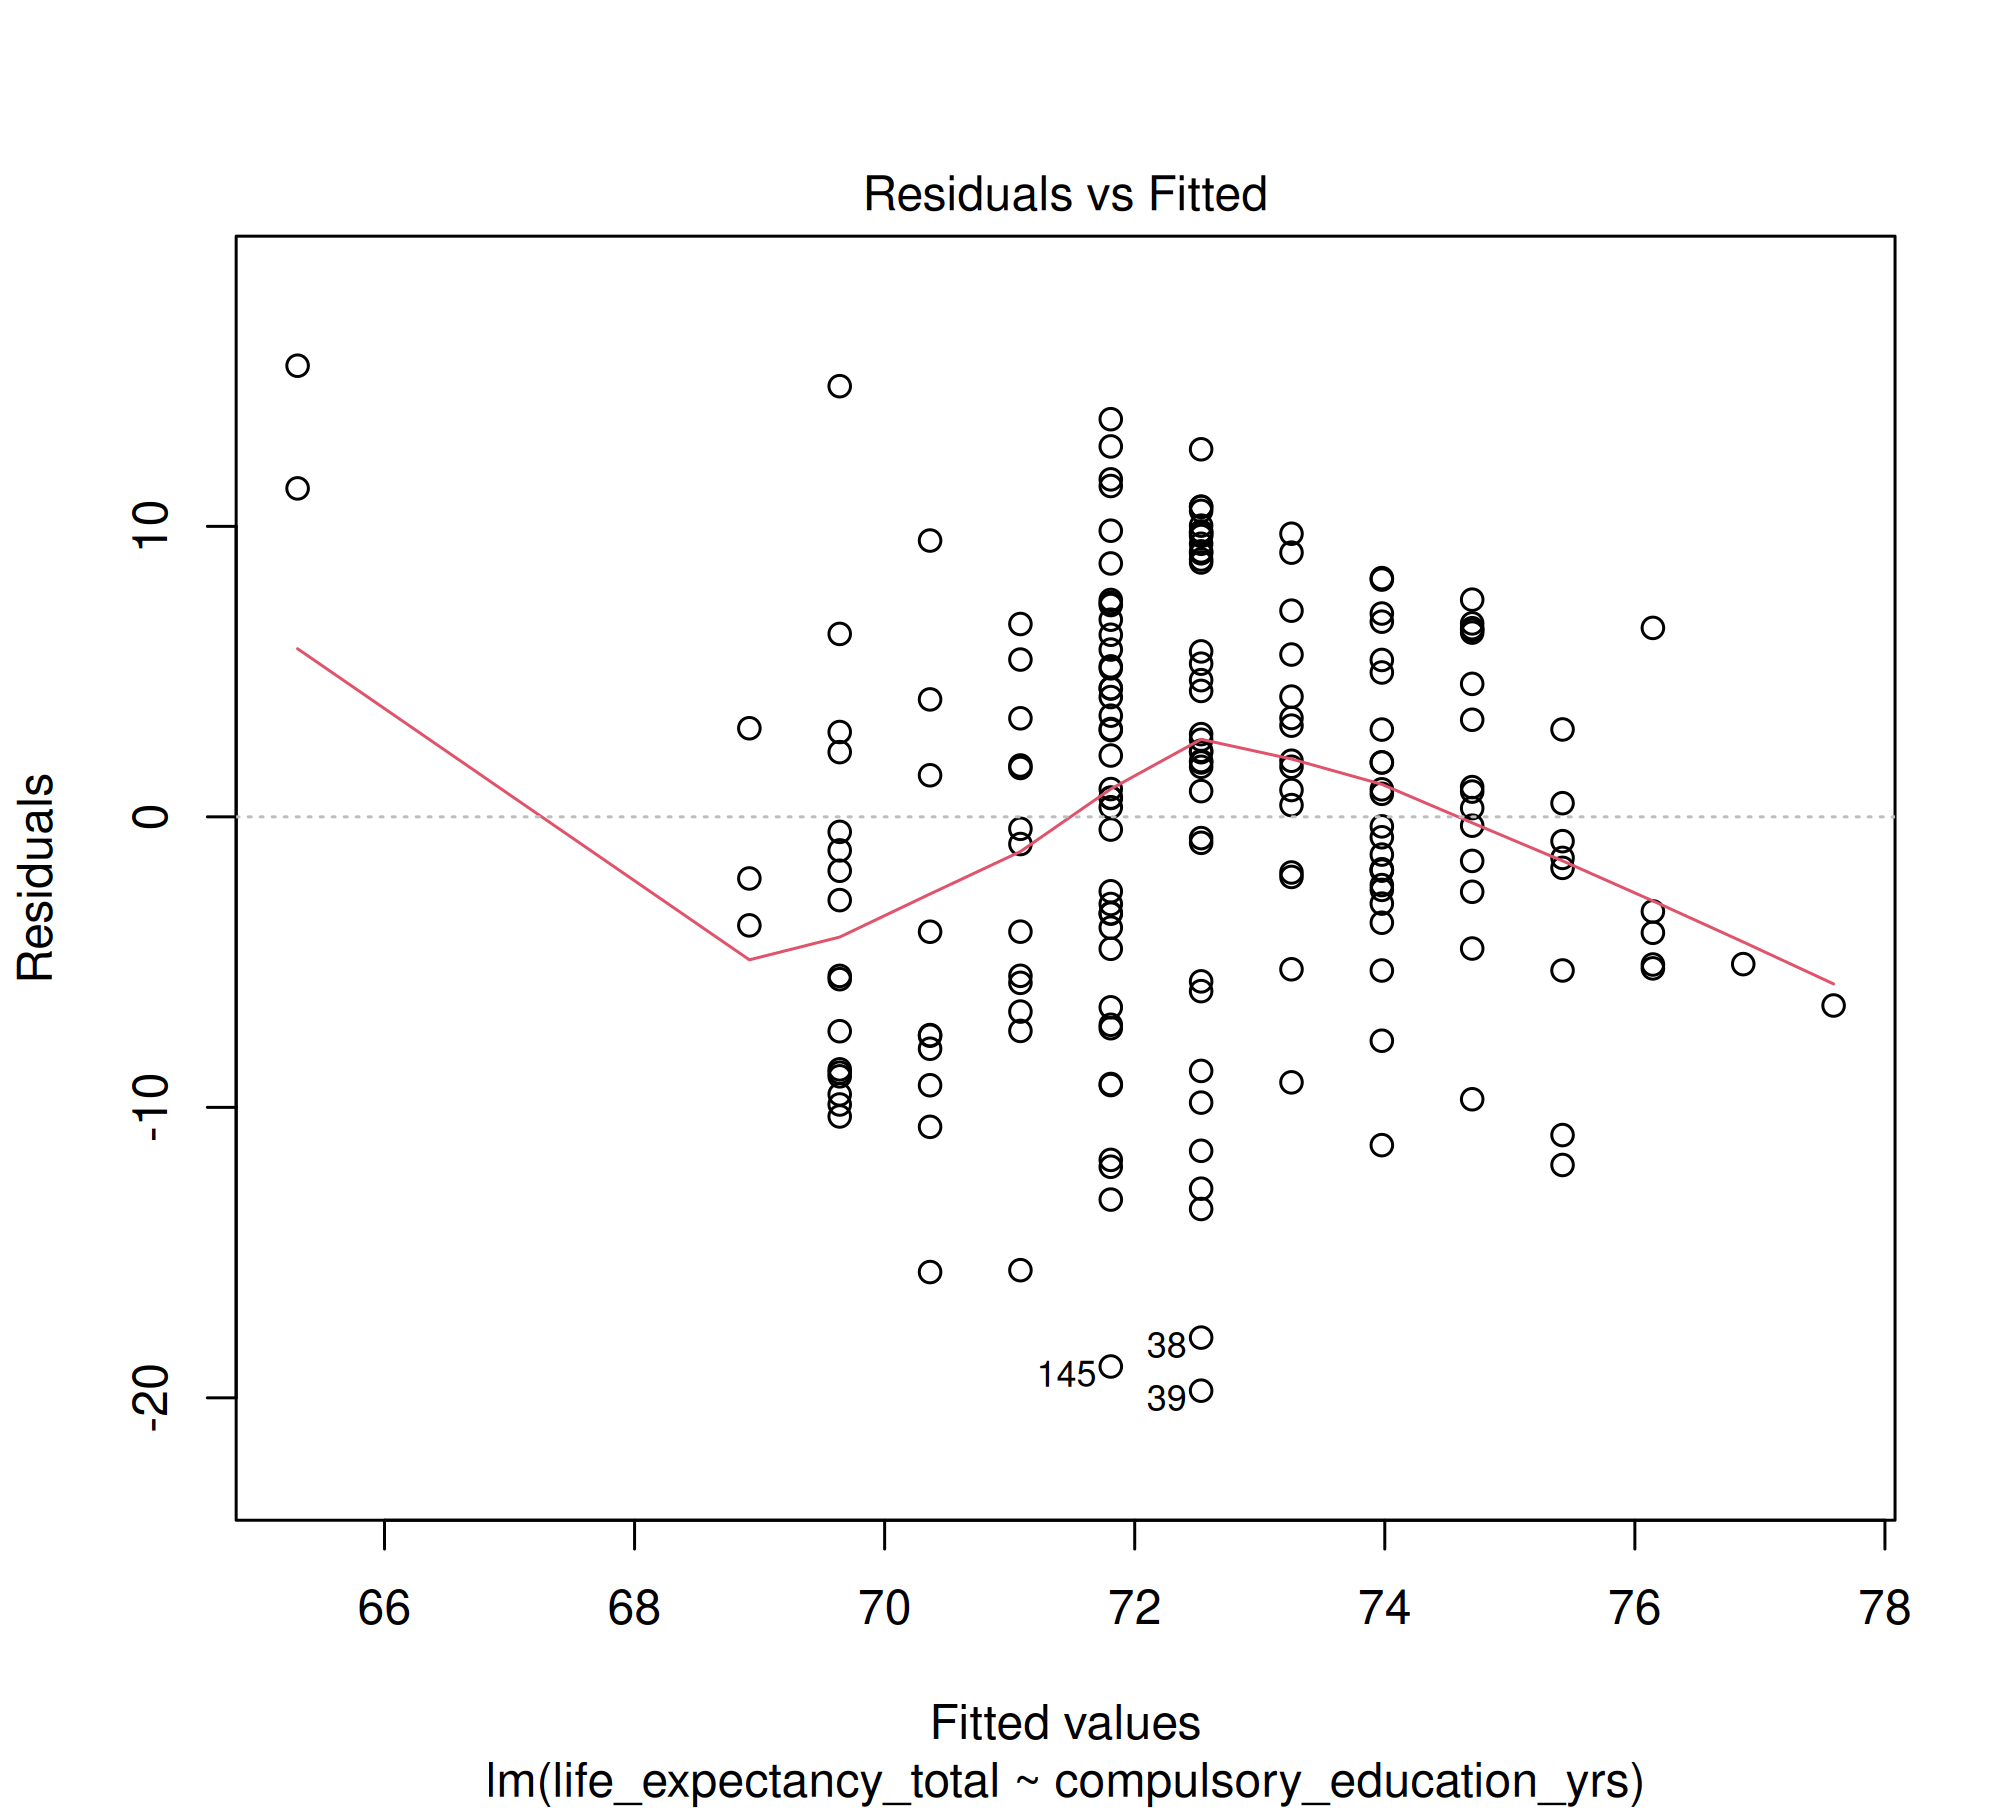 Residuals vs Fitted
Residuals
10
0
-10
-20
38
145
39
66 68 70 72 74 76 78
Fitted values
lm(life_expectancy_total ~ compulsory_education_yrs)